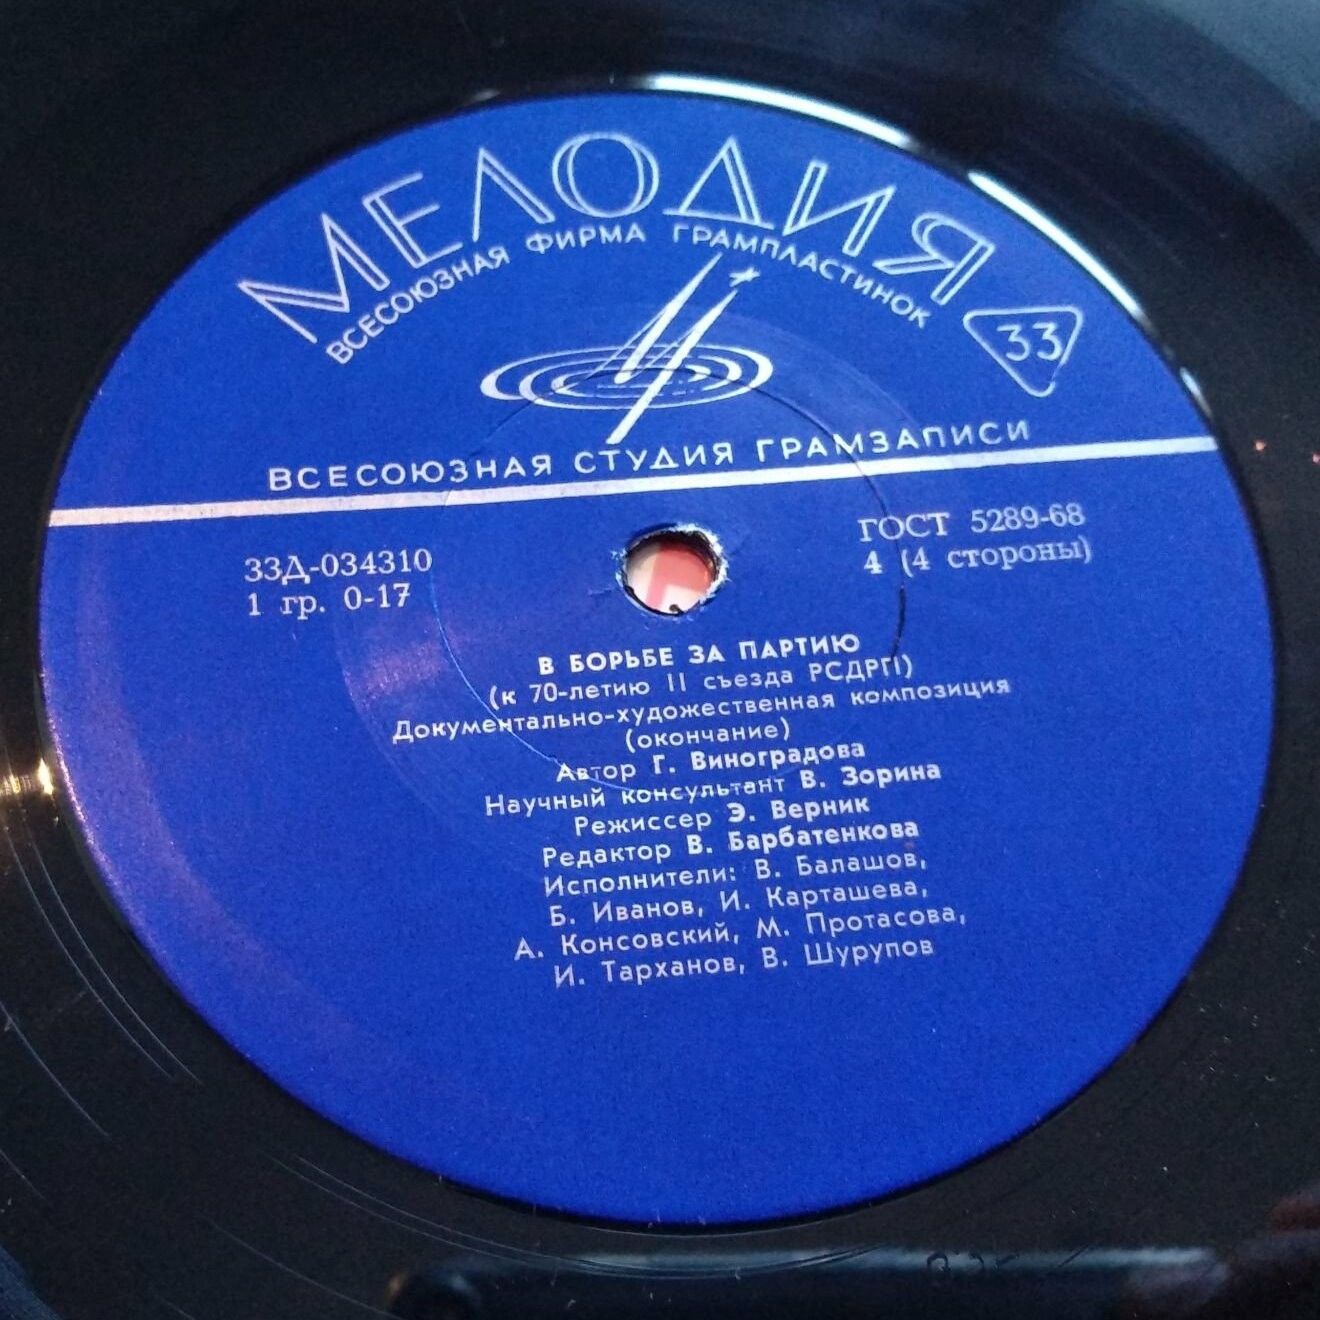 МЕЛОДИЯ
ВСЕСОЮЗНАЯ ФИРМА ГРАМПЛАСТИНОК
33
ВСЕСОЮЗНАЯ СТУДИЯ ГРАМЗАПИСИ
33Д-034310
1 гр. 0-17
ГОСТ 5289-68
4 (4 стороны)
В БОРЬБЕ ЗА ПАРТИЮ
(к 70-летию II съезда РСДРП)
Документально-художественная композиция
(окончание)
Автор Г. Виноградова
Научный консультант В. Зорина
Режиссер Э. Верник
Редактор В. Барбатенкова
Исполнители: В. Балашов,
Б. Иванов, И. Карташева,
А. Консовский, М. Протасова,
И. Тарханов, В. Шурупов